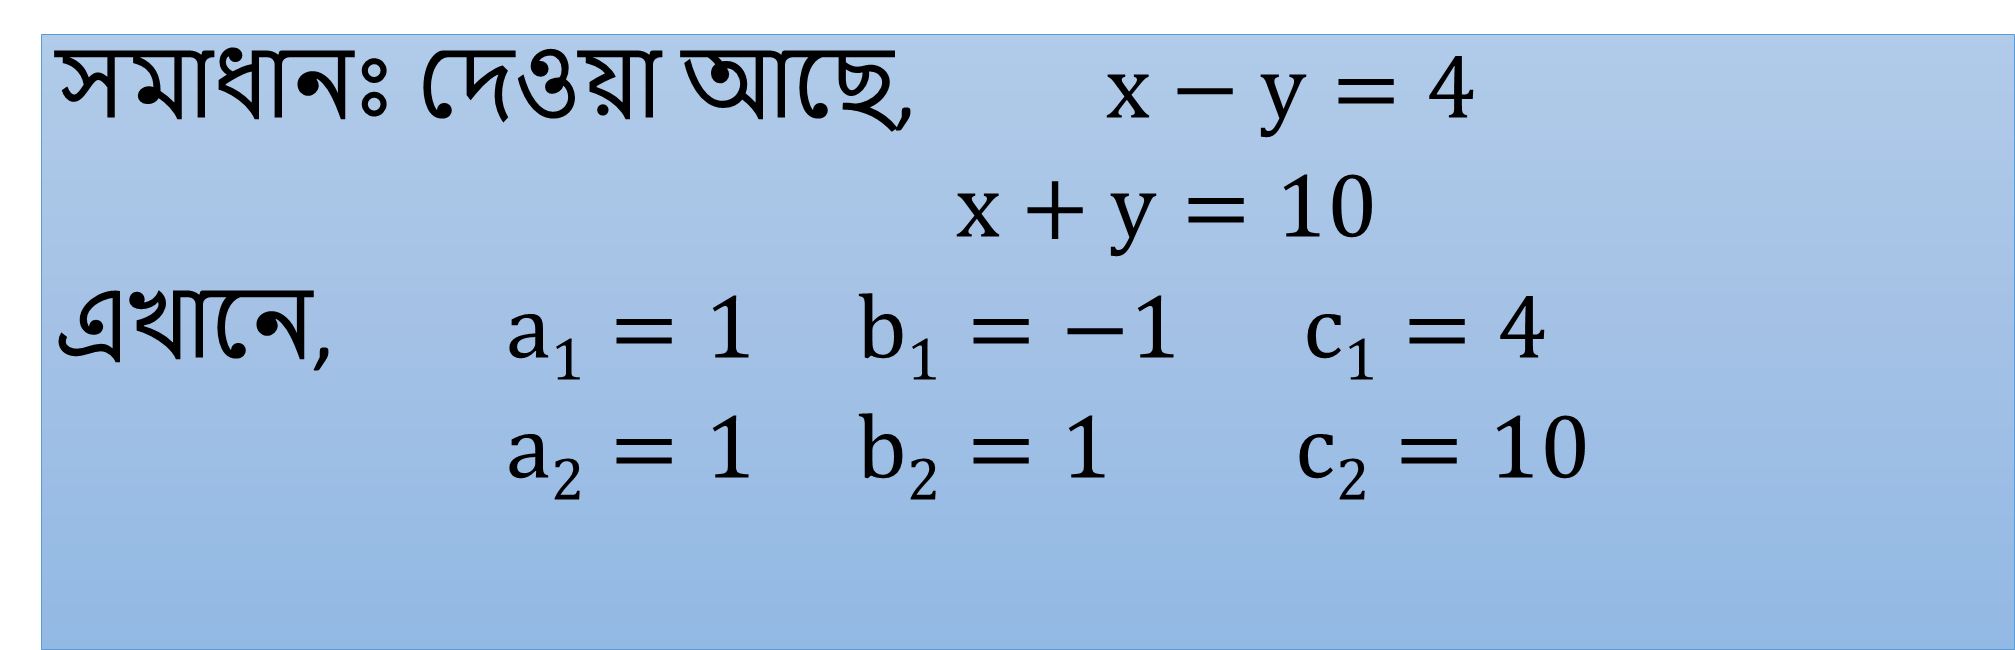 সমাধানঃ দেওয়া আছে, x − y = 4
x + y = 10
এখানে, a₁ = 1 b₁ = −1 c₁ = 4
a₂ = 1 b₂ = 1 c₂ = 10